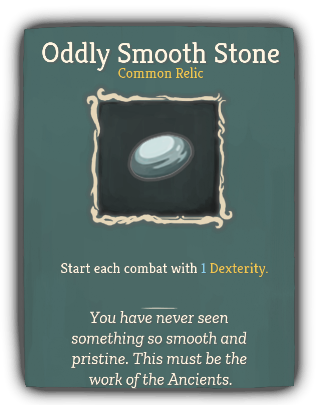 Oddly Smooth Stone
Common Relic
Start each combat with 1 Dexterity.
You have never seen
something so smooth and
pristine. This must be the
work of the Ancients.